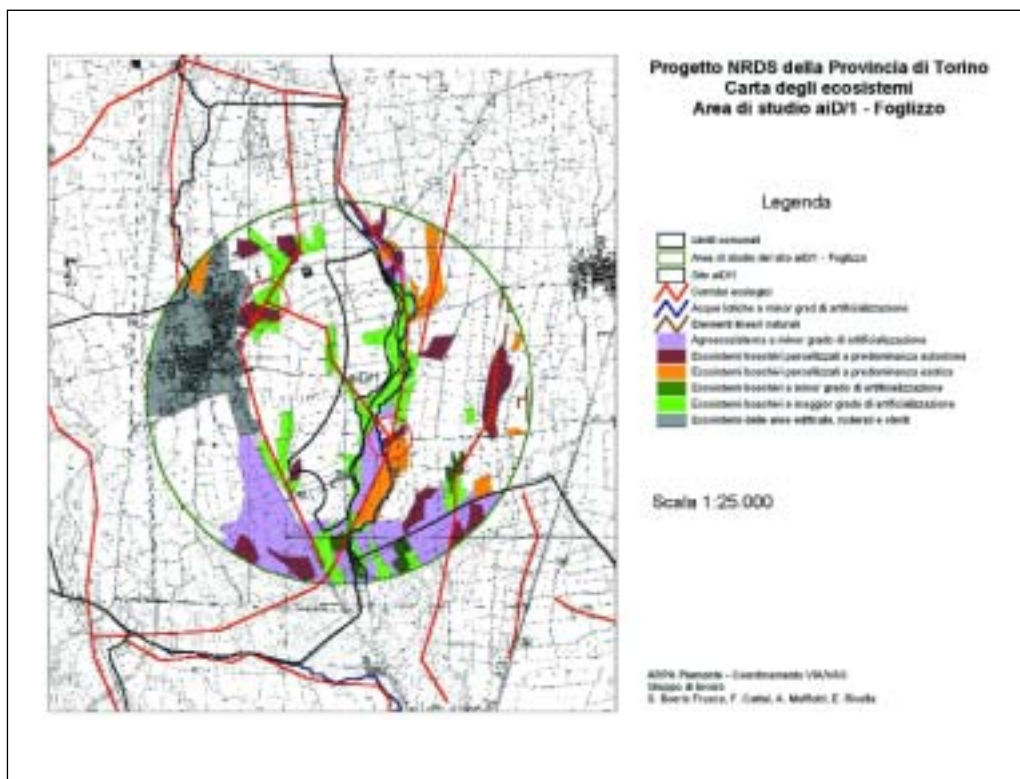 Progetto NRDS della Provincia di Torino
Carta degli ecosistemi
Area di studio aiD/1 - Foglizzo
Legenda
Limiti comunali
Area di studio del sito aiD/1 - Foglizzo
Sito aiD/1
Corridoi ecologici
Acque lotiche a minor grad di artificializzazione
Elementi lineari naturali
Agroecosistema a minor grado di artificializzazione
Ecosistemi boschivi parcellizzati a predominanza autoctona
Ecosistemi boschivi parcellizzati a predominanza esotica
Ecosistemi boschivi a minor grado di artificializzazione
Ecosistemi boschivi a maggior grado di artificializzazione
Ecosistemi delle aree edificate,
Scala 1:25.000
aiD/1
ARPA Piemonte - Coordinamento VIA/VAS
Gruppo di lavoro